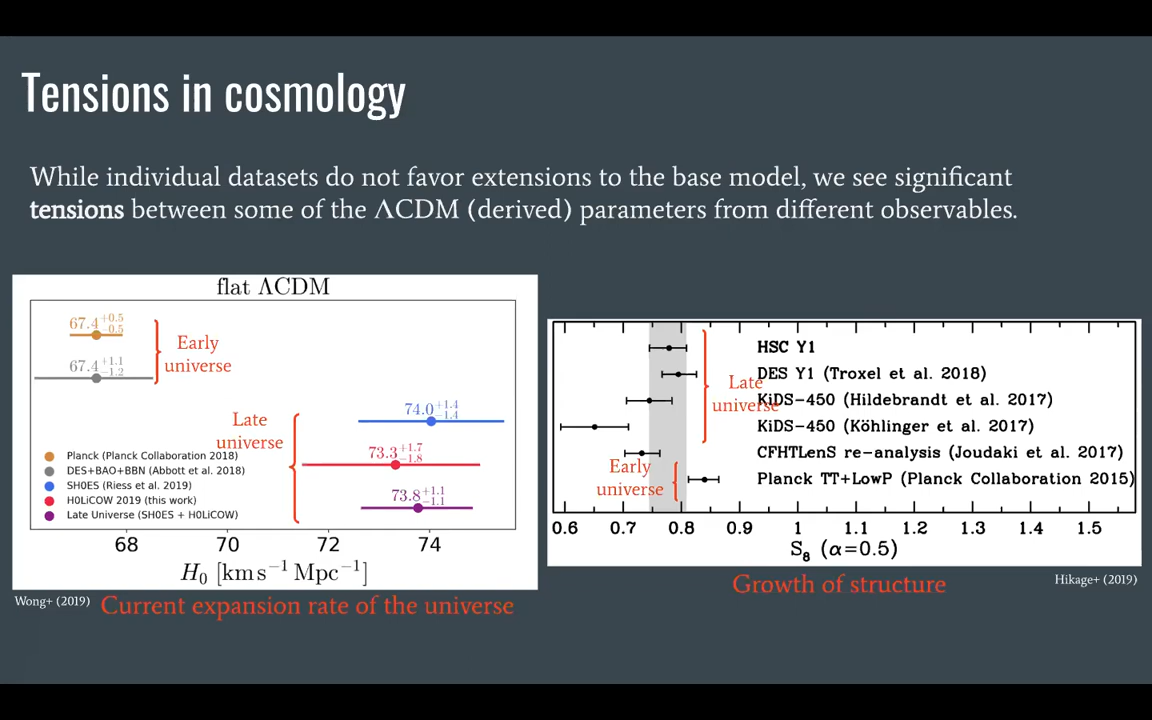 Tensions in cosmology
While individual datasets do not favor extensions to the base model, we see significant
tensions between some of the ΛCDM (derived) parameters from different observables.
flat ΛCDM
67.4+0.5−0.5
67.4+1.1−1.2
Early
universe
74.0+1.4−1.4
73.3+1.7−1.8
73.8+1.1−1.1
Late
universe
Planck (Planck Collaboration 2018)
DES+BAO+BBN (Abbott et al. 2018)
SH0ES (Riess et al. 2019)
H0LiCOW 2019 (this work)
Late Universe (SH0ES + H0LiCOW)
68 70 72 74
H0 [km s−1 Mpc−1]
Wong+ (2019)
Current expansion rate of the universe
HSC Y1
DES Y1 (Troxel et al. 2018)
Late
universe
KiDS-450 (Hildebrandt et al. 2017)
KiDS-450 (Köhlinger et al. 2017)
CFHTLenS re-analysis (Joudaki et al. 2017)
Early
universe
Planck TT+LowP (Planck Collaboration 2015)
0.6 0.7 0.8 0.9 1 1.1 1.2 1.3 1.4 1.5
S8 (α=0.5)
Growth of structure
Hikage+ (2019)